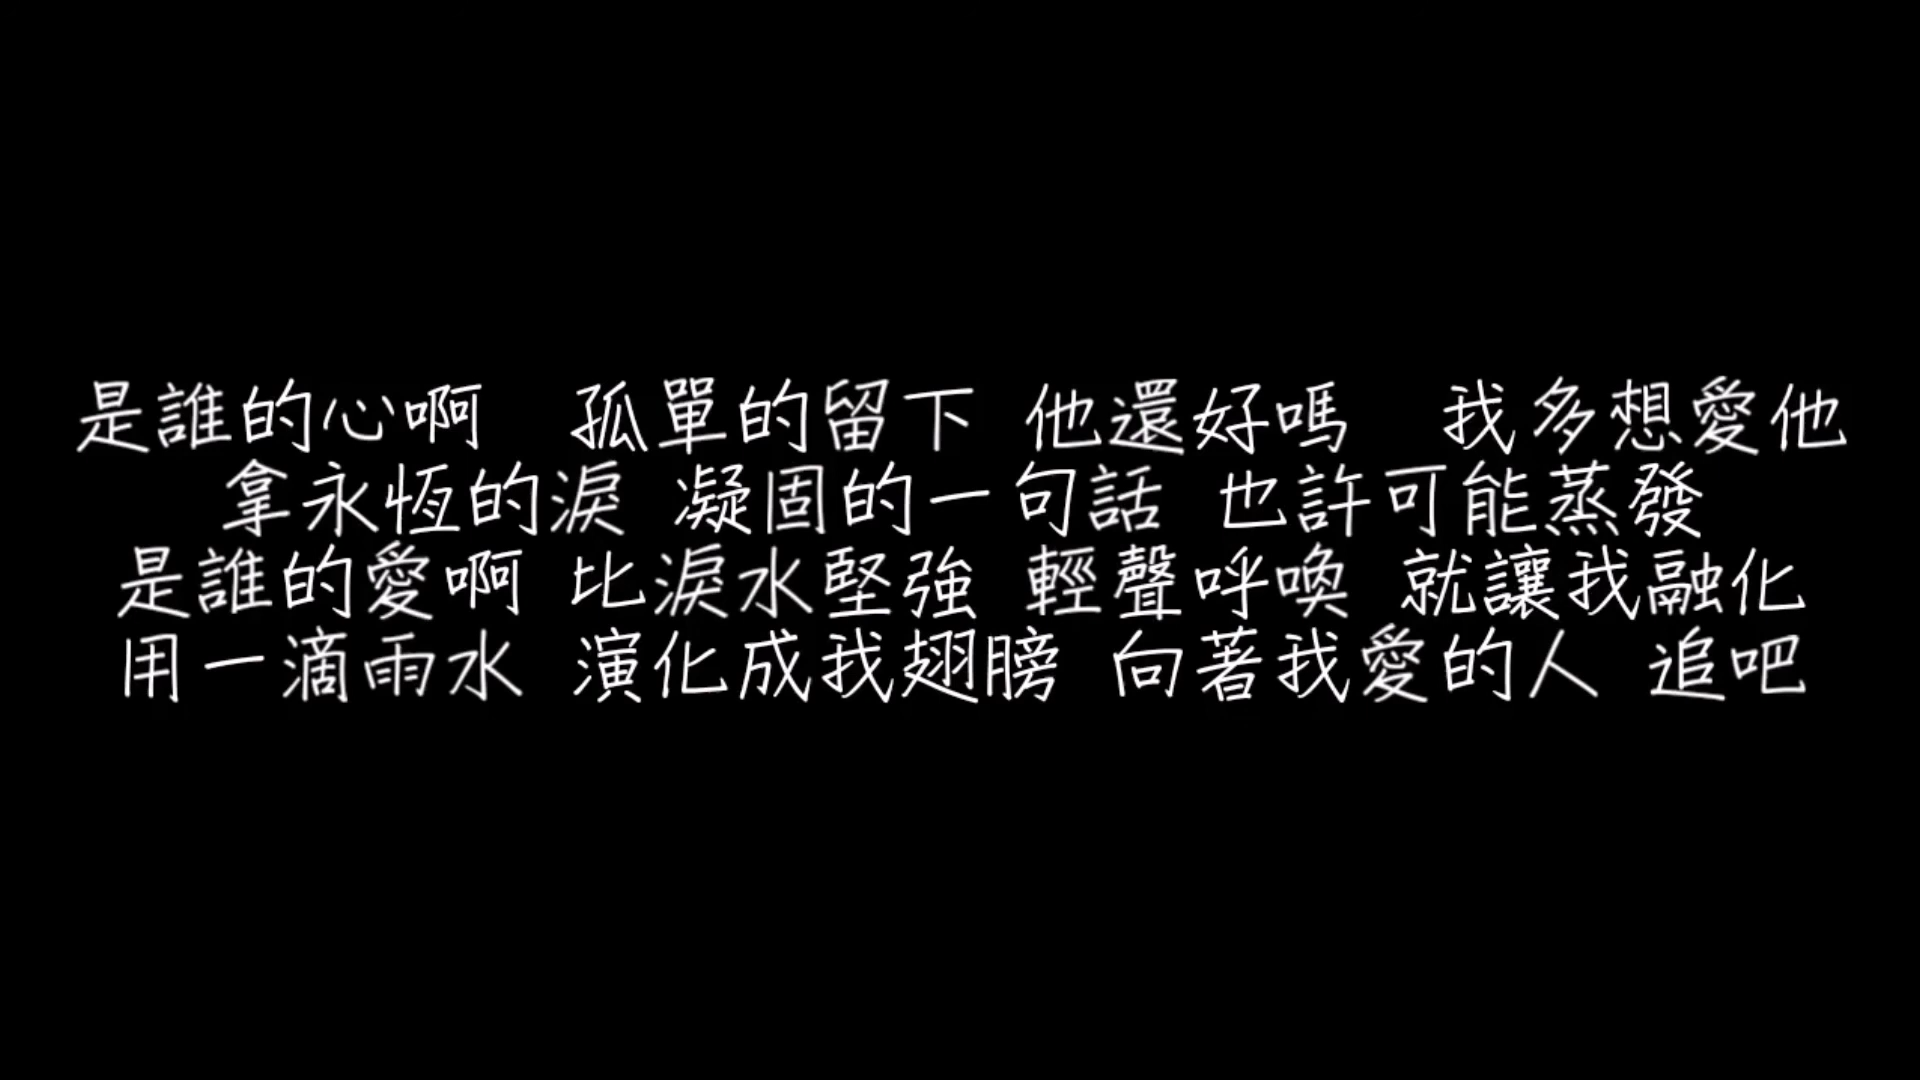 是誰的心啊　孤單的留下 他還好嗎　我多想愛他
拿永恆的淚 凝固的一句話 也許可能蒸發
是誰的愛啊 比淚水堅強 輕聲呼喚 就讓我融化
用一滴雨水 演化成我翅膀 向著我愛的人 追吧